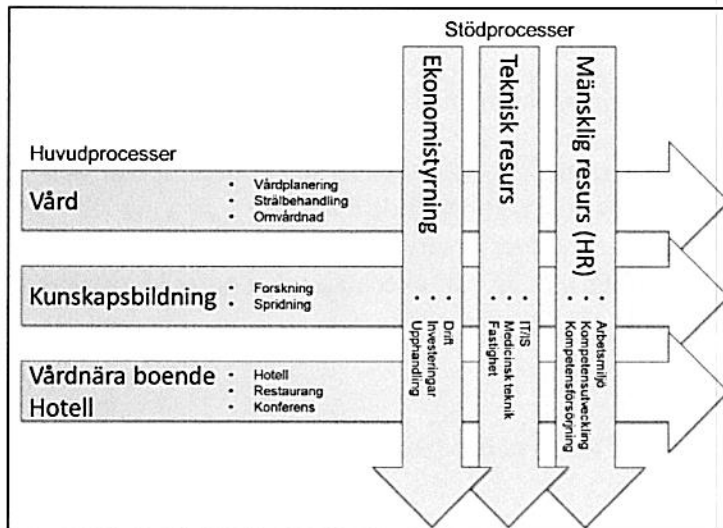 Stödprocesser
Ekonomistyrning
• Drift
• Investeringar
• Upphandling
Teknisk resurs
• IT/IS
• Medicinsk teknik
• Fastighet
Mänsklig resurs (HR)
• Arbetsmiljö
• Kompetensutveckling
• Kompetensförsörjning
Huvudprocesser
Vård
• Vårdplanering
• Strålbehandling
• Omvårdnad
Kunskapsbildning
• Forskning
• Spridning
Vårdnära boende
Hotell
• Hotell
• Restaurang
• Konferens